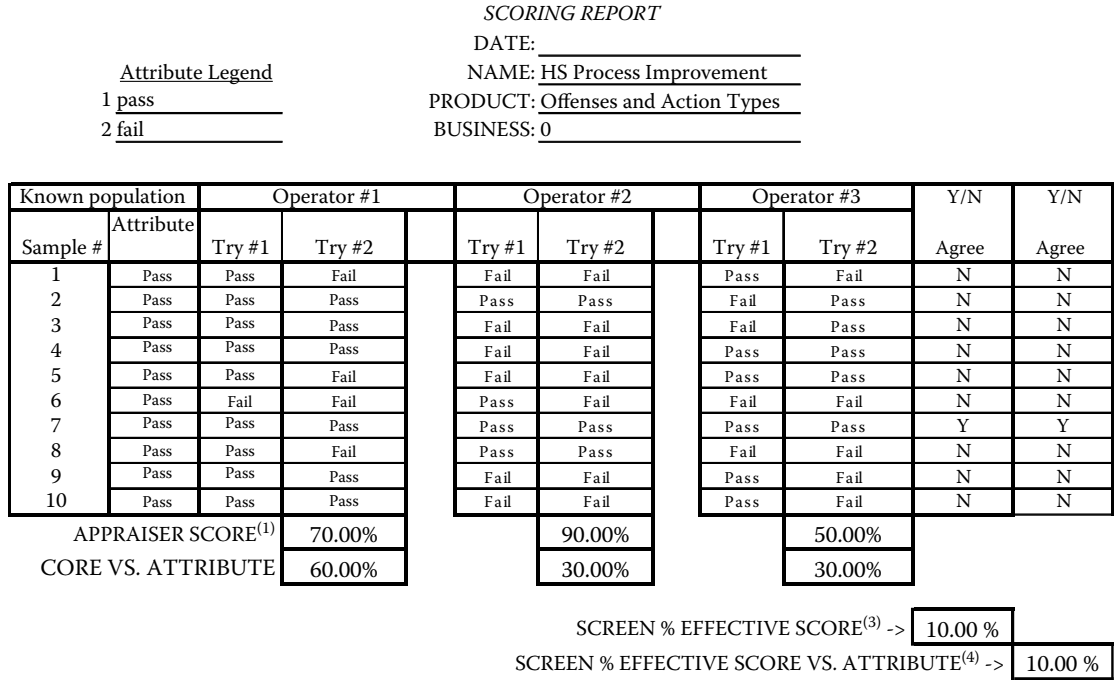 SCORING REPORT
DATE:
Attribute Legend NAME: HS Process Improvement
1 pass PRODUCT: Offenses and Action Types
2 fail BUSINESS: 0
Known population Operator #1 Operator #2 Operator #3 Y/N Y/N
Attribute
Sample # Try #1 Try #2 Try #1 Try #2 Try #1 Try #2 Agree Agree
1 Pass Pass Fail Fail Fail Pass Fail N N
2 Pass Pass Pass Pass Pass Fail Pass N N
3 Pass Pass Pass Fail Fail Fail Pass N N
4 Pass Pass Pass Fail Fail Pass Pass N N
5 Pass Pass Fail Fail Fail Pass Pass N N
6 Pass Fail Fail Pass Fail Fail Fail N N
7 Pass Pass Pass Pass Pass Pass Pass Y Y
8 Pass Pass Fail Pass Pass Fail Fail N N
9 Pass Pass Pass Fail Fail Pass Fail N N
10 Pass Pass Pass Fail Fail Pass Fail N N
APPRAISER SCORE(1) 70.00% 90.00% 50.00%
CORE VS. ATTRIBUTE 60.00% 30.00% 30.00%
SCREEN % EFFECTIVE SCORE(3) -> 10.00 %
SCREEN % EFFECTIVE SCORE VS. ATTRIBUTE(4) -> 10.00 %